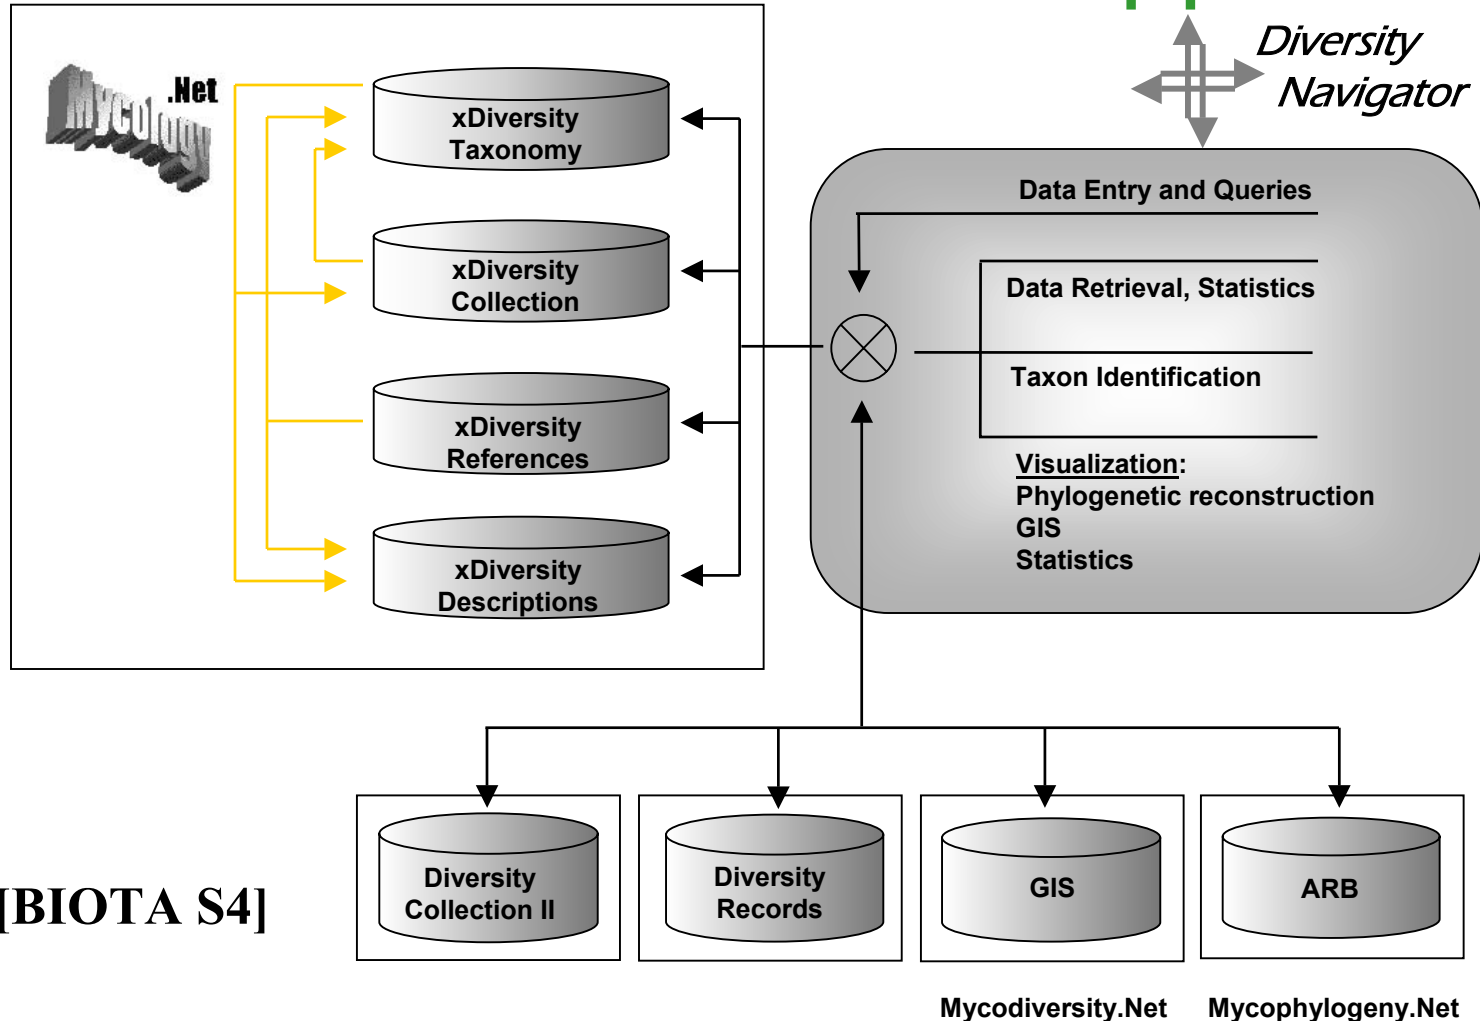 Mycology
.Net
xDiversity
Taxonomy
xDiversity
Collection
xDiversity
References
xDiversity
Descriptions
Diversity
Navigator
Data Entry and Queries
Data Retrieval, Statistics
Taxon Identification
Visualization:
Phylogenetic reconstruction
GIS
Statistics
[BIOTA S4]
Diversity
Collection II
Diversity
Records
GIS
ARB
Mycodiversity.Net
Mycophylogeny.Net